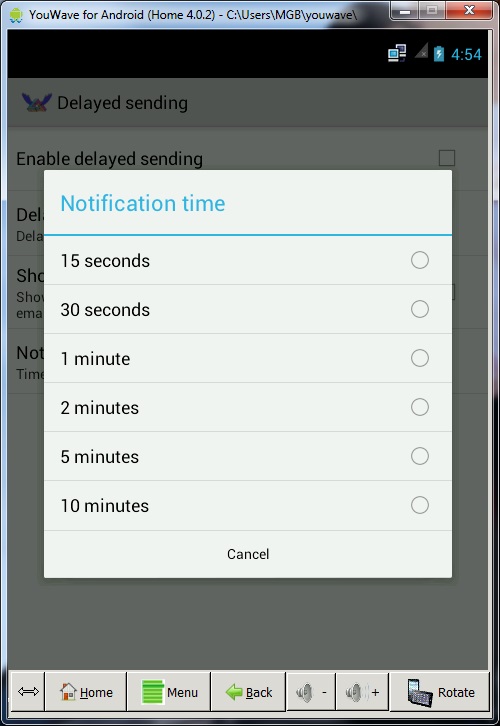 YouWave for Android (Home 4.0.2) - C:\Users\MGB\youwave\
4:54
Delayed sending
Enable delayed sending
Notification time
Del
Dela
15 seconds
Sho
Show
30 seconds
ema
1 minute
Not
Time
2 minutes
5 minutes
10 minutes
Cancel
Home Menu Back - + Rotate